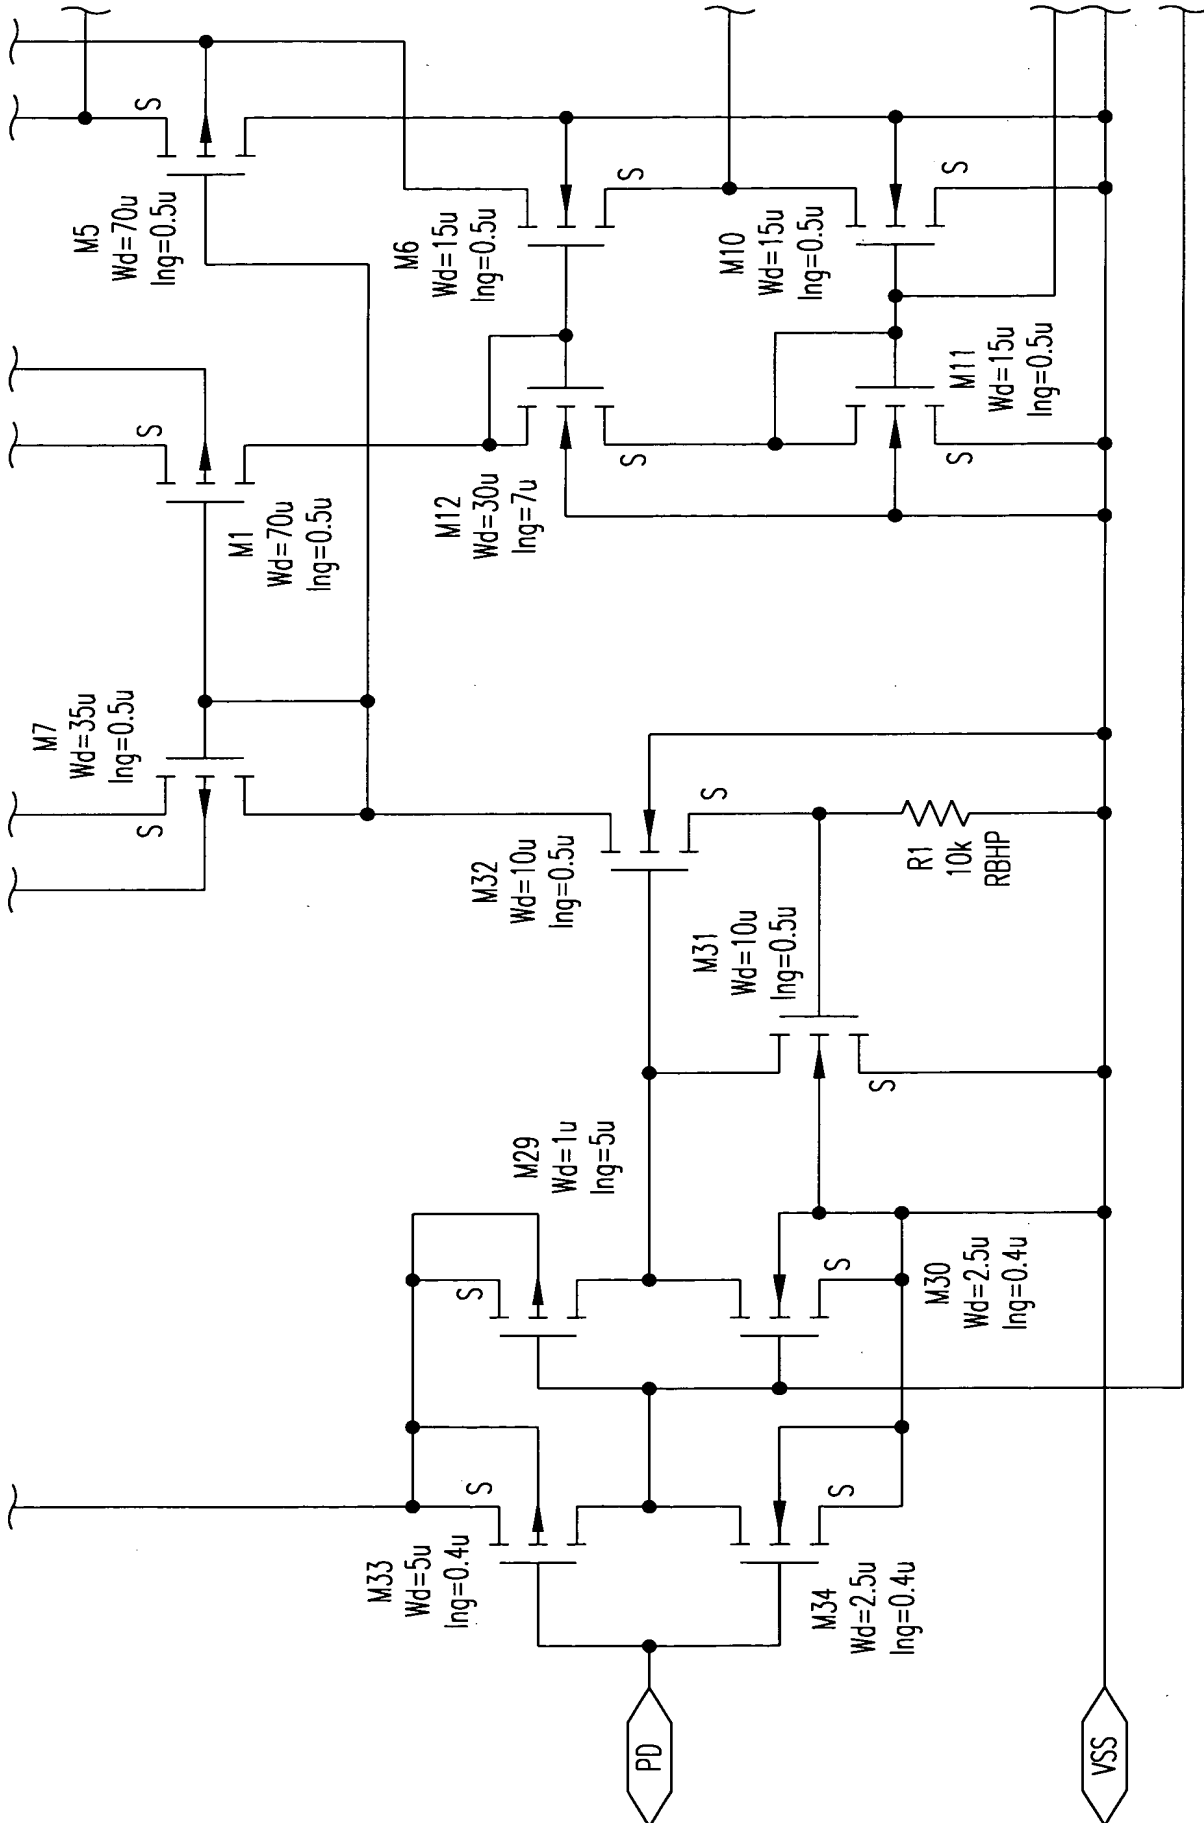 M5
Wd=70u
lng=0.5u
S
M6
Wd=15u
lng=0.5u
S
M10
Wd=15u
lng=0.5u
S
M1
Wd=70u
lng=0.5u
S
M12
Wd=30u
lng=7u
S
M11
Wd=15u
lng=0.5u
S
M7
Wd=35u
lng=0.5u
S
M32
Wd=10u
lng=0.5u
S
R1
10k
RBHP
M31
Wd=10u
lng=0.5u
S
M29
Wd=1u
lng=5u
S
M30
Wd=2.5u
lng=0.4u
S
M33
Wd=5u
lng=0.4u
S
M34
Wd=2.5u
lng=0.4u
S
PD
VSS